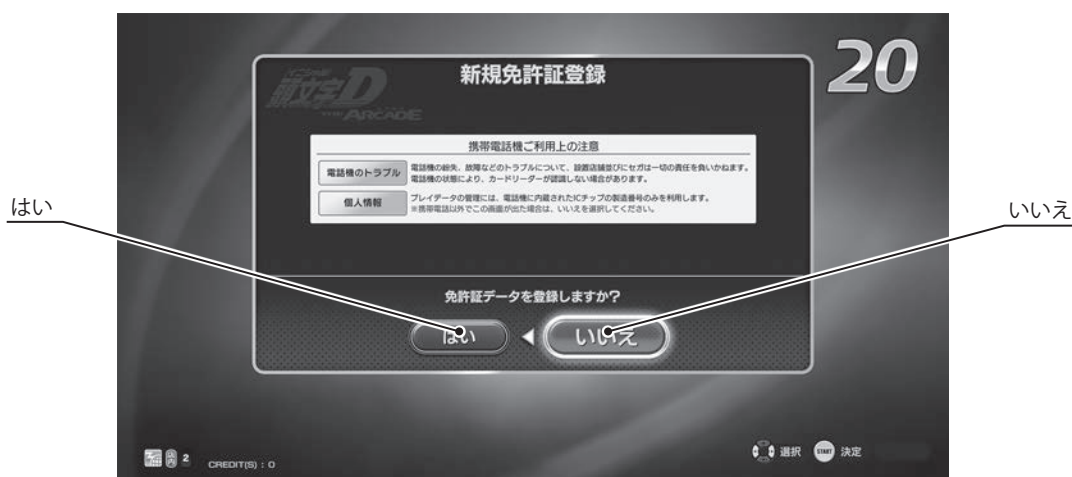 20
新規免許証登録
イニシャル
頭文字D
THE ARCADE
携帯電話機ご利用上の注意
電話機のトラブル
電話機の紛失、故障などのトラブルについて、設置店舗並びにセガは一切の責任を負いかねます。
電話機の状態により、カードリーダーが認識しない場合があります。
個人情報
プレイデータの管理には、電話機に内蔵されたICチップの製造番号のみを利用します。
※携帯電話以外でこの画面が出た場合は、いいえを選択してください。
はい
いいえ
免許証データを登録しますか?
はい
いいえ
2
CREDIT(S) : 0
選択
START
決定